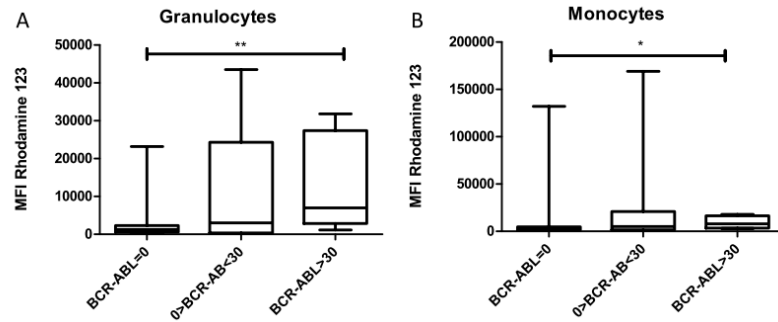 A
Granulocytes
**
MFI Rhodamine 123
50000
40000
30000
20000
10000
0
BCR-ABL=0
0>BCR-AB<30
BCR-ABL>30
B
Monocytes
*
MFI Rhodamine 123
200000
150000
100000
50000
0
BCR-ABL=0
0>BCR-AB<30
BCR-ABL>30